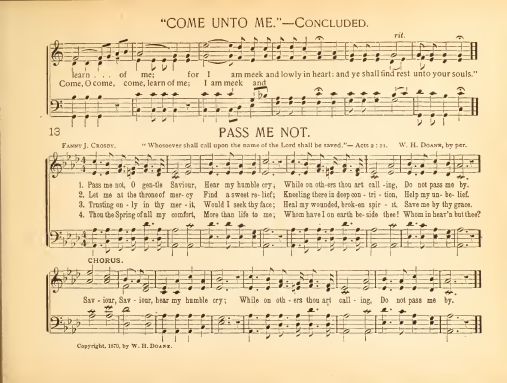 "COME UNTO ME."—CONCLUDED.
rit.
learn . . . of me; for I am meek and lowly in heart: and ye shall find rest unto your souls."
Come, O come, come, learn of me; I am meek and
13 PASS ME NOT.
FANNY J. CROSBY. "Whosoever shall call upon the name of the Lord shall be saved."—Acts 2: 21. W. H. DOANE, by per.
1. Pass me not, O gen-tle Saviour, Hear my humble cry; While on oth-ers thou art call-ing, Do not pass me by.
2. Let me at the throne of mer-cy Find a sweet re-lief; Kneeling there in deep con-tri-tion, Help my un-be-lief.
3. Trusting on-ly in thy mer-it, Would I seek thy face; Heal my wounded, brok-en spir-it, Save me by thy grace.
4. Thou the Spring of all my comfort, More than life to me; Whom have I on earth be-side thee? Whom in heav'n but thee?
CHORUS.
Sav-iour, Sav-iour, hear my humble cry; While on oth-ers thou art call-ing, Do not pass me by.
Copyright, 1870, by W. H. DOANE.